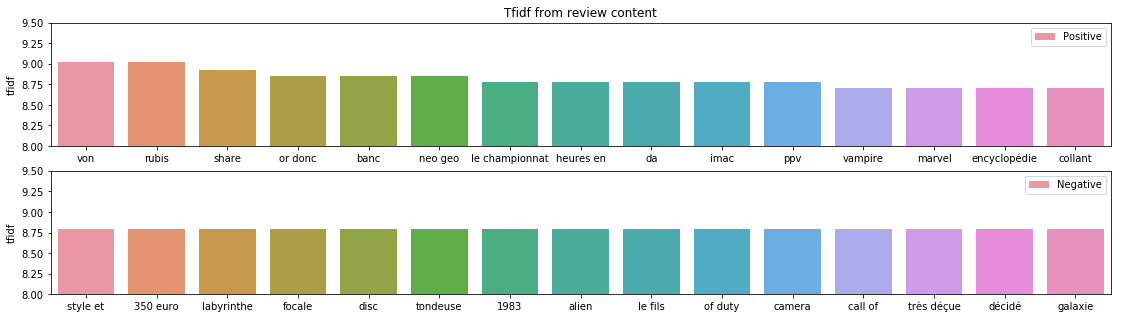 Tfidf from review content
tfidf
9.50
9.25
9.00
8.75
8.50
8.25
8.00
Positive
von rubis share or donc banc neo geo le championnat heures en da imac ppv vampire marvel encyclopédie collant
tfidf
9.50
9.25
9.00
8.75
8.50
8.25
8.00
Negative
style et 350 euro labyrinthe focale disc tondeuse 1983 alien le fils of duty camera call of très déçue décidé galaxie